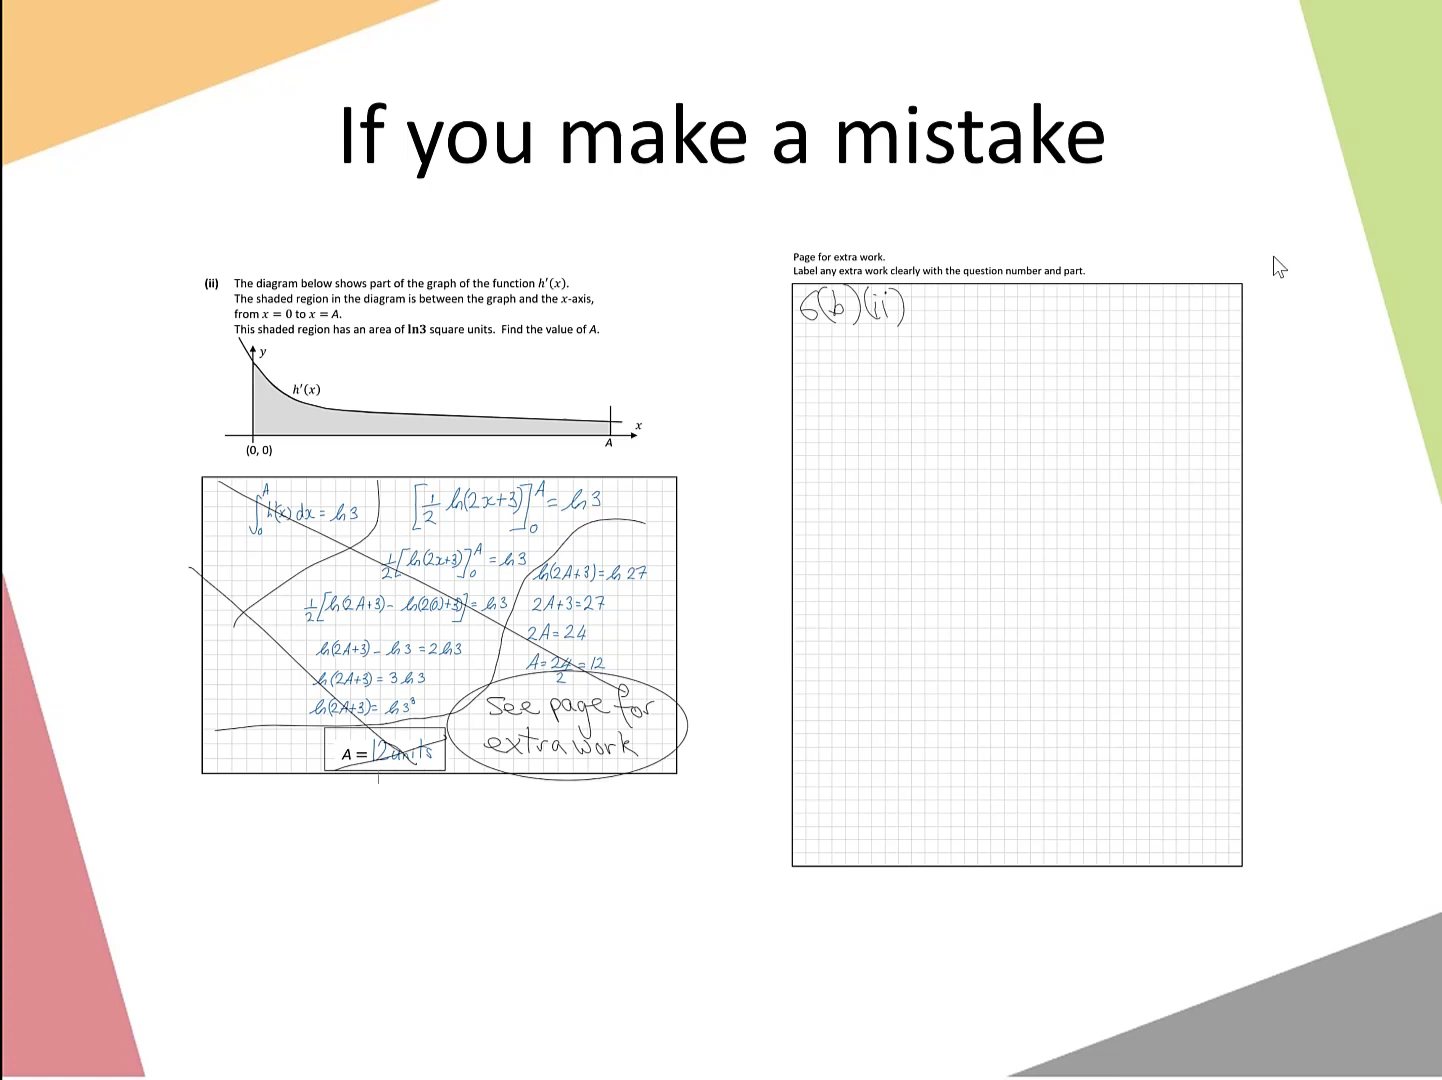 If you make a mistake
(ii) The diagram below shows part of the graph of the function h′(x).
The shaded region in the diagram is between the graph and the x-axis,
from x = 0 to x = A.
This shaded region has an area of ln3 square units. Find the value of A.
y
h′(x)
x
A
(0, 0)
∫₀ᴬ h′(x) dx = ln 3
[½ ln(2x+3)]₀ᴬ = ln 3
½[ln(2x+3)]₀ᴬ = ln 3
½[ln(2A+3) - ln(2(0)+3)] = ln 3
ln(2A+3) - ln 3 = 2 ln 3
ln(2A+3) = 3 ln 3
ln(2A+3) = ln 3³
ln(2A+3) = ln 27
2A+3=27
2A=24
A=24/2=12
A = 12 units
See page for
extra work
Page for extra work.
Label any extra work clearly with the question number and part.
6(b)(ii)